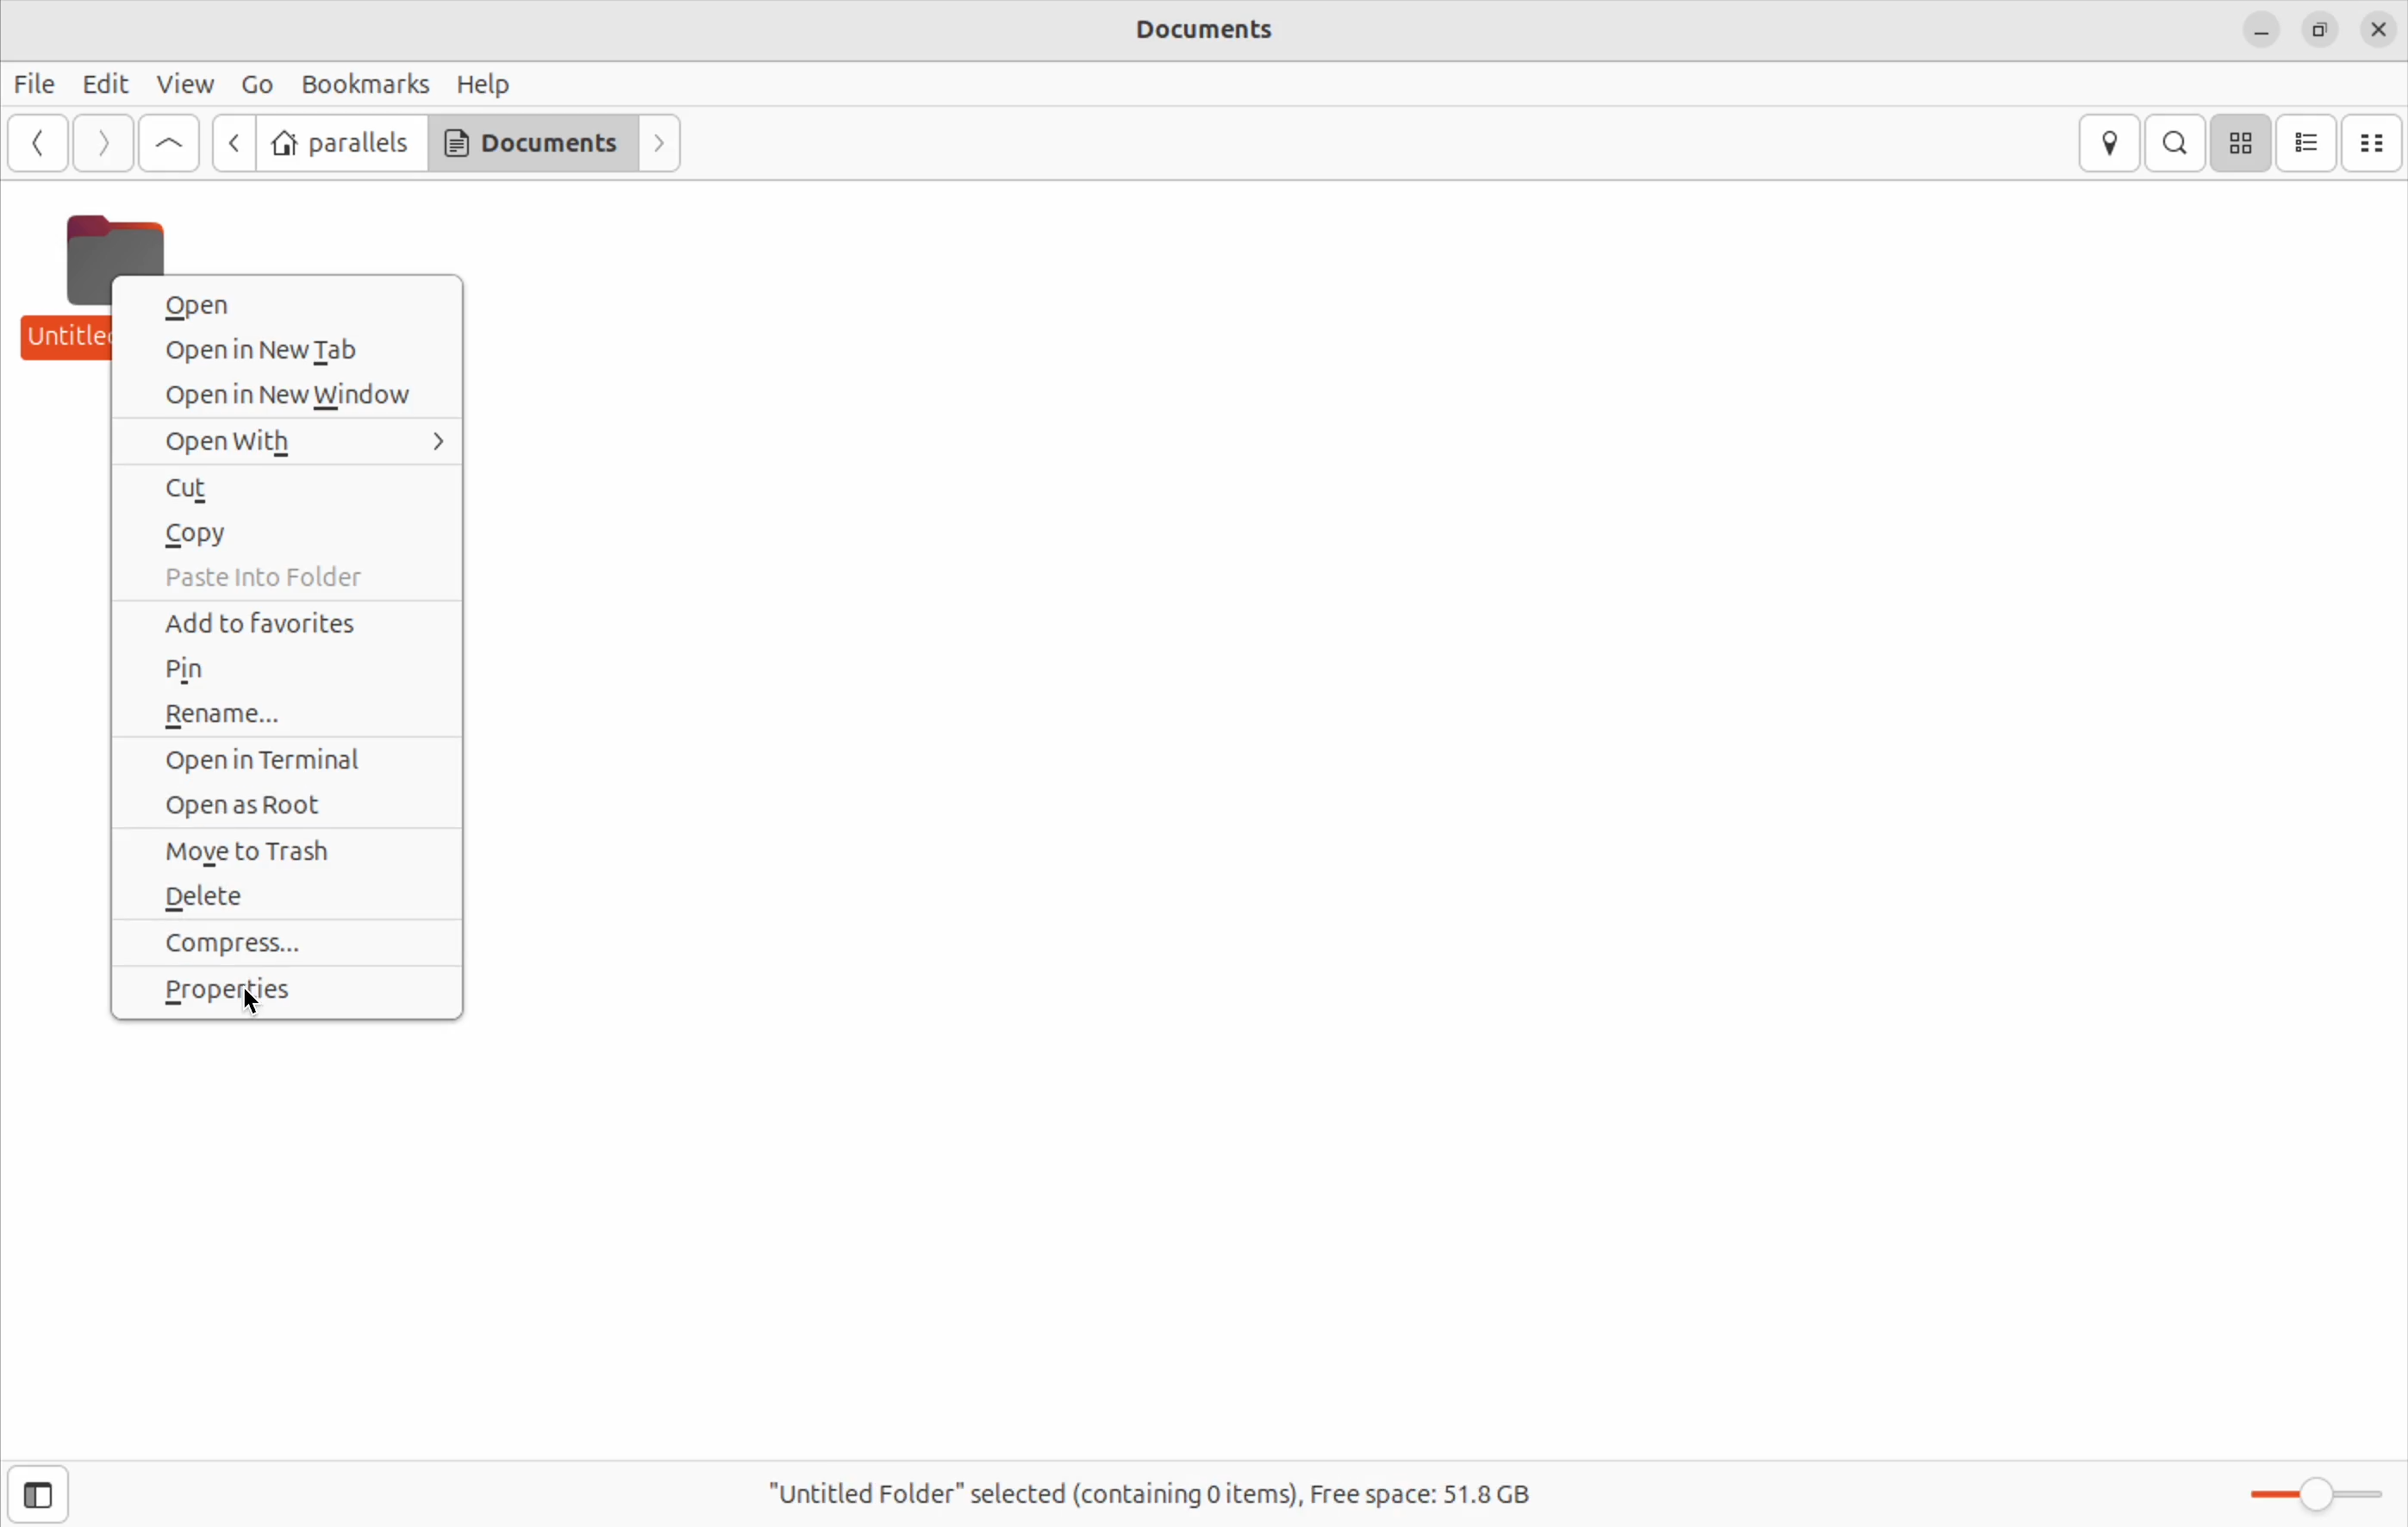 Documents
File Edit View Go Bookmarks Help
parallels Documents
Untitled
Open
Open in New Tab
Open in New Window
Open With
Cut
Copy
Paste Into Folder
Add to favorites
Pin
Rename...
Open in Terminal
Open as Root
Move to Trash
Delete
Compress...
Properties
"Untitled Folder" selected (containing 0 items), Free space: 51.8 GB